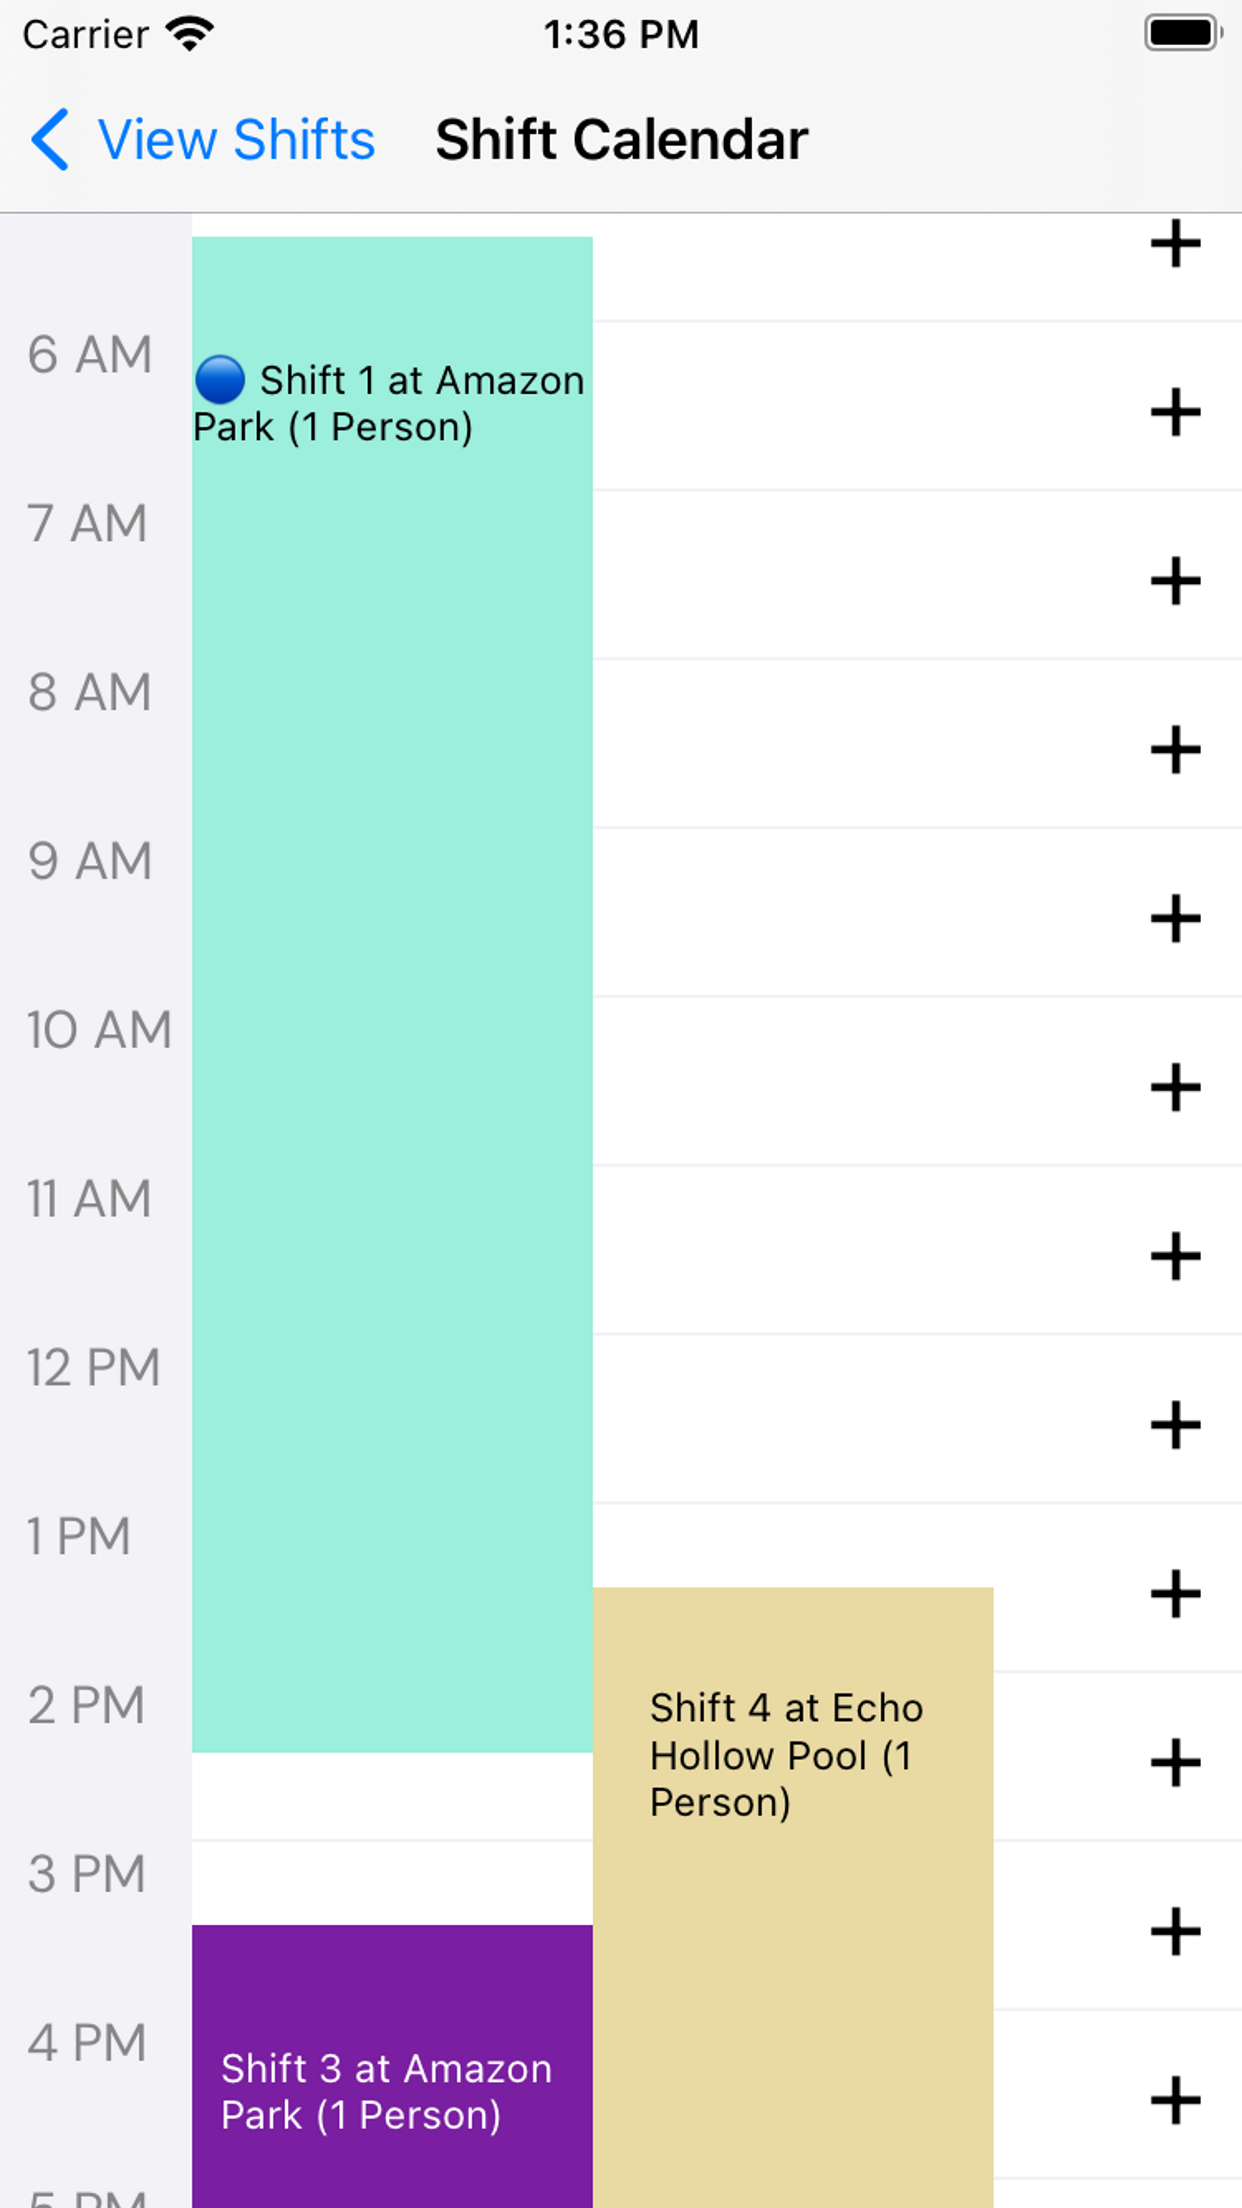 Carrier 1:36 PM
View Shifts Shift Calendar
6 AM
🔵 Shift 1 at Amazon
Park (1 Person)
7 AM
8 AM
9 AM
10 AM
11 AM
12 PM
1 PM
2 PM
Shift 4 at Echo
Hollow Pool (1
Person)
3 PM
4 PM
Shift 3 at Amazon
Park (1 Person)
5 PM